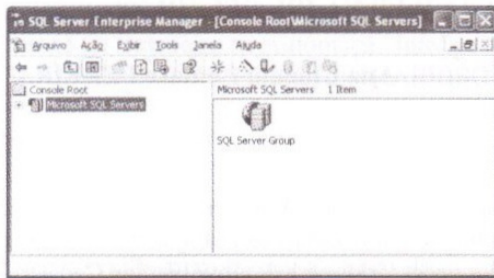 SQL Server Enterprise Manager - [Console Root\Microsoft SQL Servers]
Arquivo Ação Exibir Tools Janela Ajuda
Console Root
Microsoft SQL Servers
Microsoft SQL Servers 1 Item
SQL Server Group